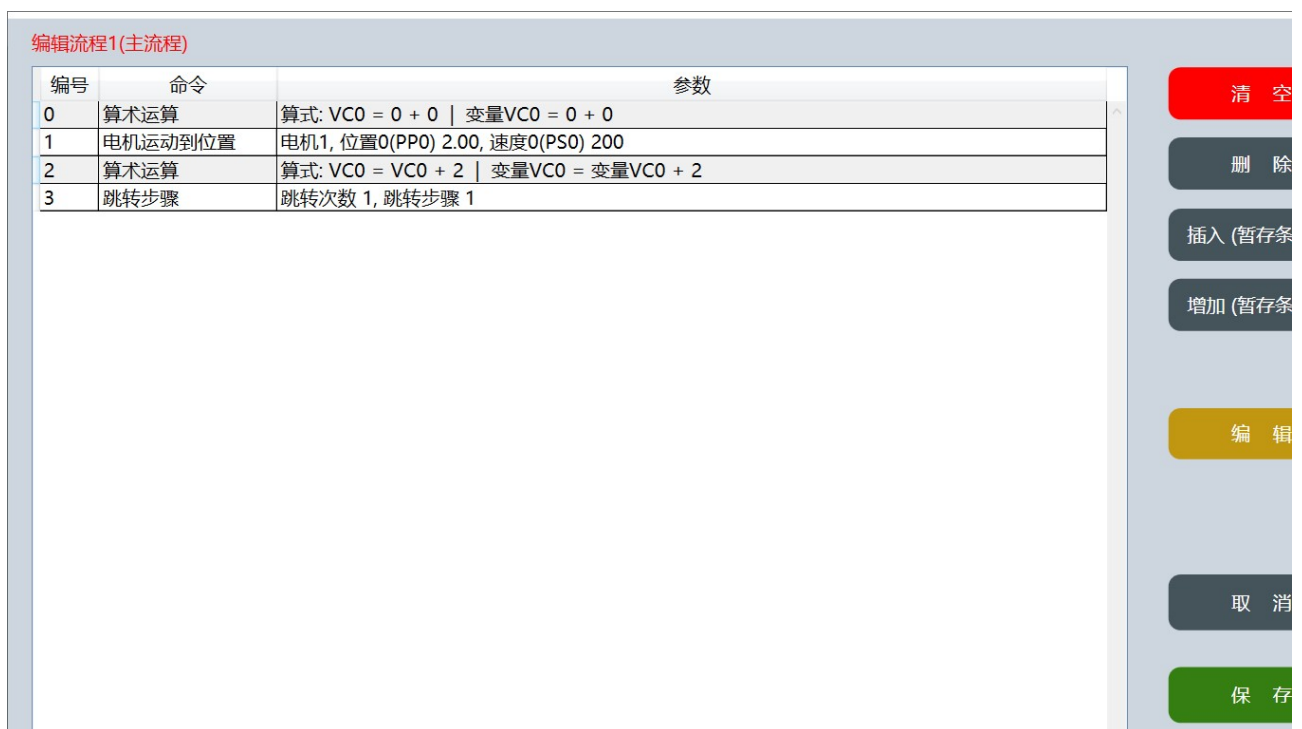 编辑流程1(主流程)
编号 命令 参数
0 算术运算 算式: VC0 = 0 + 0 | 变量VC0 = 0 + 0
1 电机运动到位置 电机1, 位置0(PP0) 2.00, 速度0(PS0) 200
2 算术运算 算式: VC0 = VC0 + 2 | 变量VC0 = 变量VC0 + 2
3 跳转步骤 跳转次数 1, 跳转步骤 1
清 空
删 除
插入 (暂存条
增加 (暂存条
编 辑
取 消
保 存